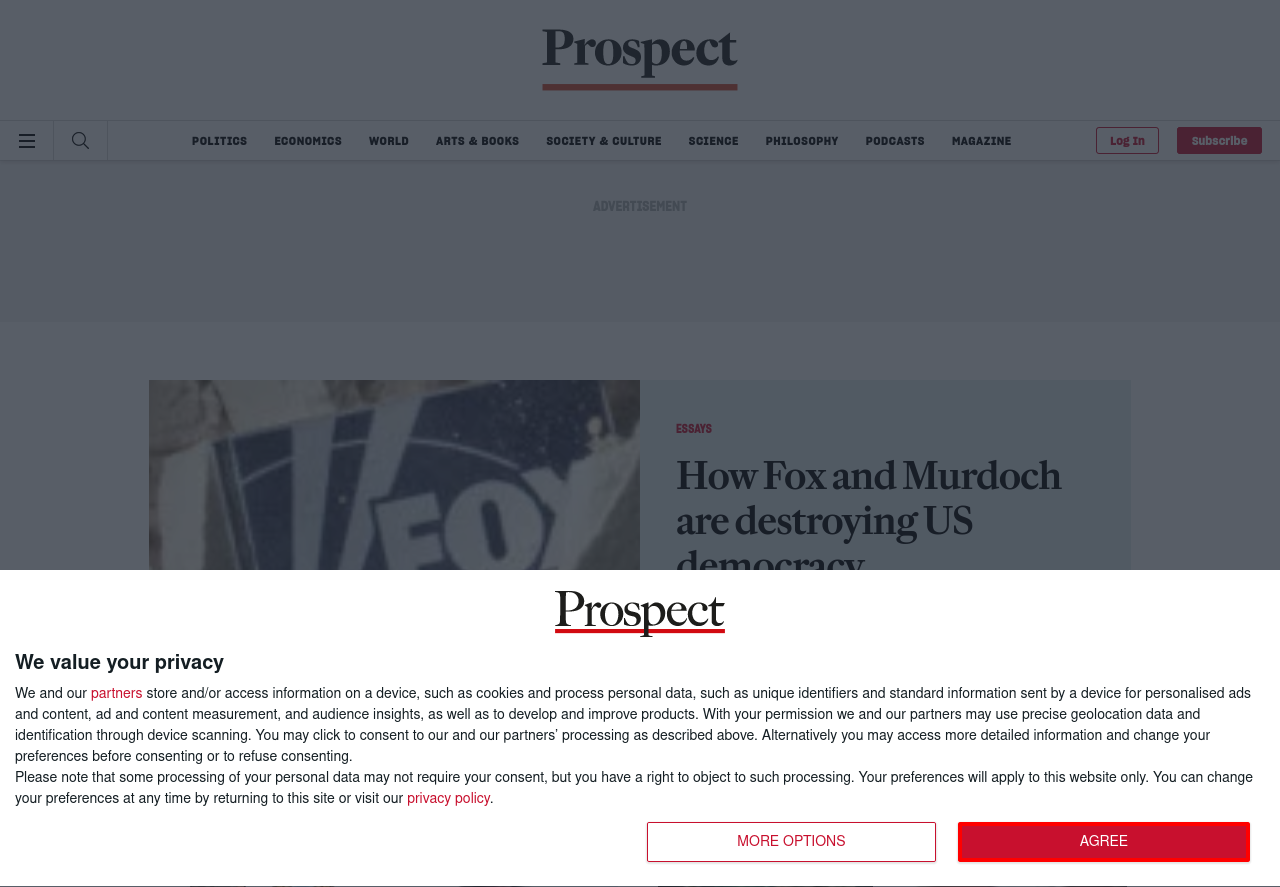 Prospect
POLITICS ECONOMICS WORLD ARTS & BOOKS SOCIETY & CULTURE SCIENCE PHILOSOPHY PODCASTS MAGAZINE Log In Subscribe
ADVERTISEMENT
FOX
ESSAYS
How Fox and Murdoch
are destroying US
democracy
Prospect
We value your privacy
We and our partners store and/or access information on a device, such as cookies and process personal data, such as unique identifiers and standard information sent by a device for personalised ads
and content, ad and content measurement, and audience insights, as well as to develop and improve products. With your permission we and our partners may use precise geolocation data and
identification through device scanning. You may click to consent to our and our partners’ processing as described above. Alternatively you may access more detailed information and change your
preferences before consenting or to refuse consenting.
Please note that some processing of your personal data may not require your consent, but you have a right to object to such processing. Your preferences will apply to this website only. You can change
your preferences at any time by returning to this site or visit our privacy policy.
MORE OPTIONS AGREE